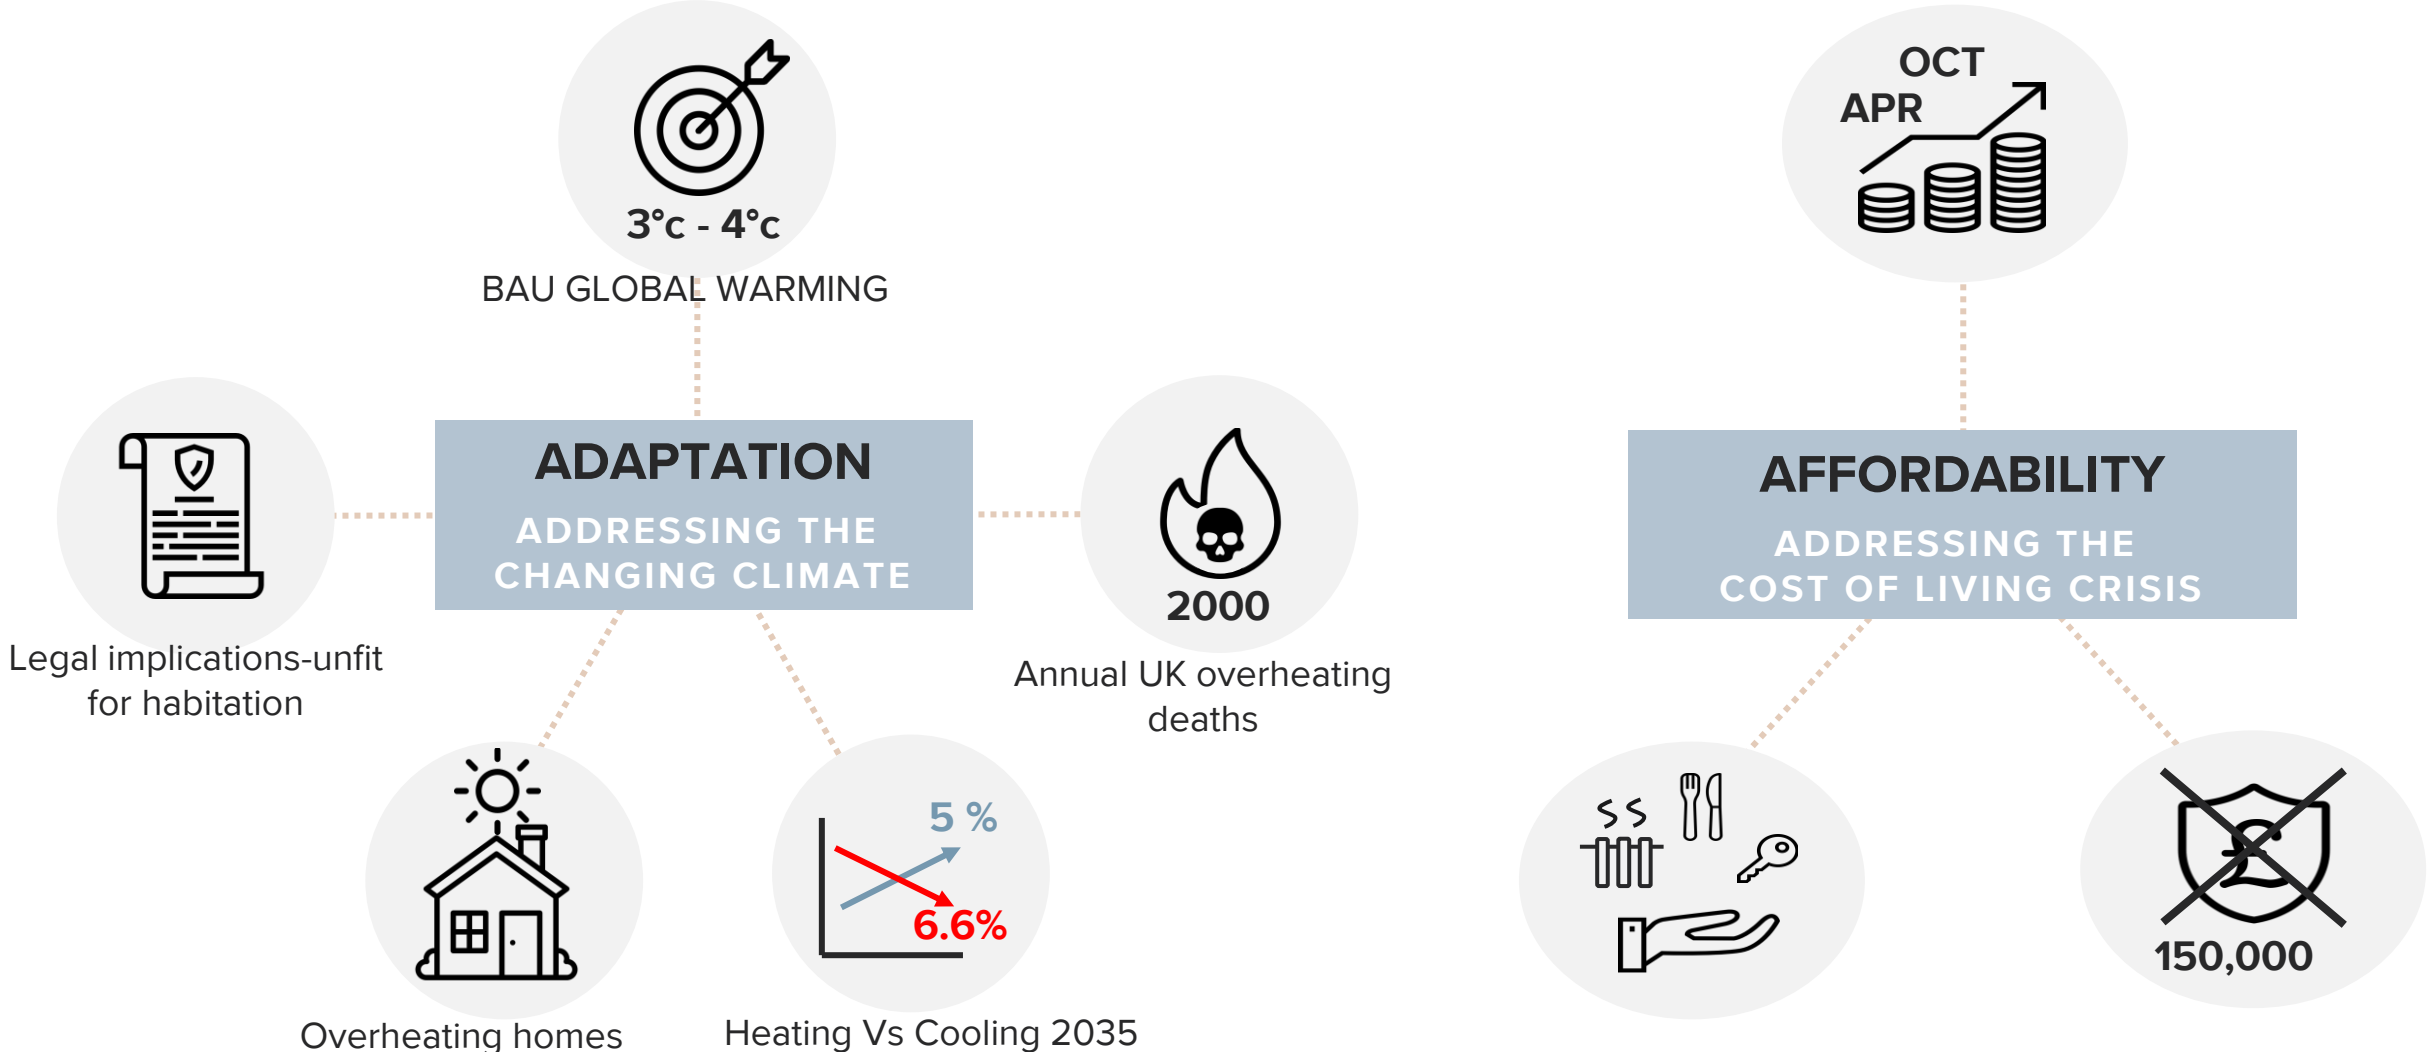 3°c - 4°c
BAU GLOBAL WARMING
ADAPTATION
ADDRESSING THE
CHANGING CLIMATE
Legal implications-unfit
for habitation
2000
Annual UK overheating
deaths
Overheating homes
5 %
6.6%
Heating Vs Cooling 2035
OCT
APR
AFFORDABILITY
ADDRESSING THE
COST OF LIVING CRISIS
£
150,000